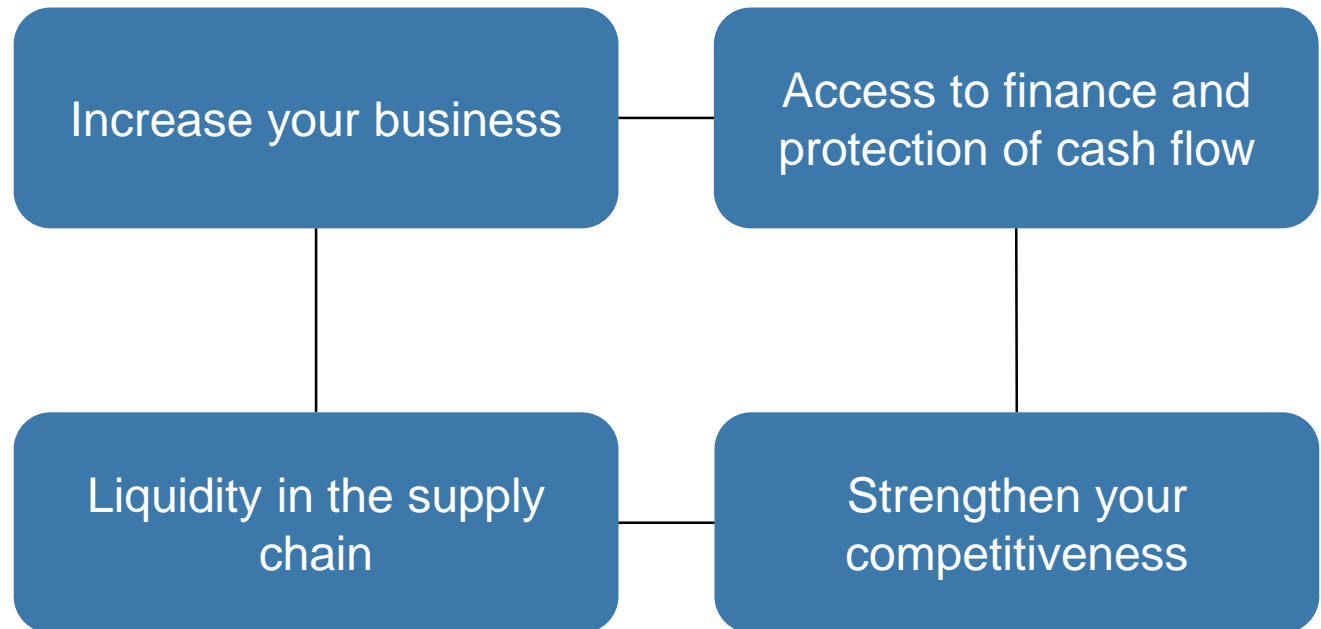 Increase your business
Access to finance and
protection of cash flow
Liquidity in the supply
chain
Strengthen your
competitiveness